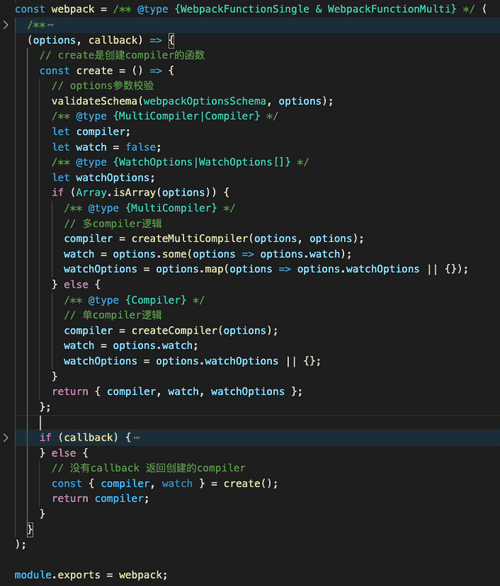 const webpack = /** @type {WebpackFunctionSingle & WebpackFunctionMulti} */ (
/** ⋯
(options, callback) => {
// create是创建compiler的函数
const create = () => {
// options参数校验
validateSchema(webpackOptionsSchema, options);
/** @type {MultiCompiler|Compiler} */
let compiler;
let watch = false;
/** @type {WatchOptions|WatchOptions[]} */
let watchOptions;
if (Array.isArray(options)) {
/** @type {MultiCompiler} */
// 多compiler逻辑
compiler = createMultiCompiler(options, options);
watch = options.some(options => options.watch);
watchOptions = options.map(options => options.watchOptions || {});
} else {
/** @type {Compiler} */
// 单compiler逻辑
compiler = createCompiler(options);
watch = options.watch;
watchOptions = options.watchOptions || {};
}
return { compiler, watch, watchOptions };
};
if (callback) {⋯
} else {
// 没有callback 返回创建的compiler
const { compiler, watch } = create();
return compiler;
}
}
);
module.exports = webpack;